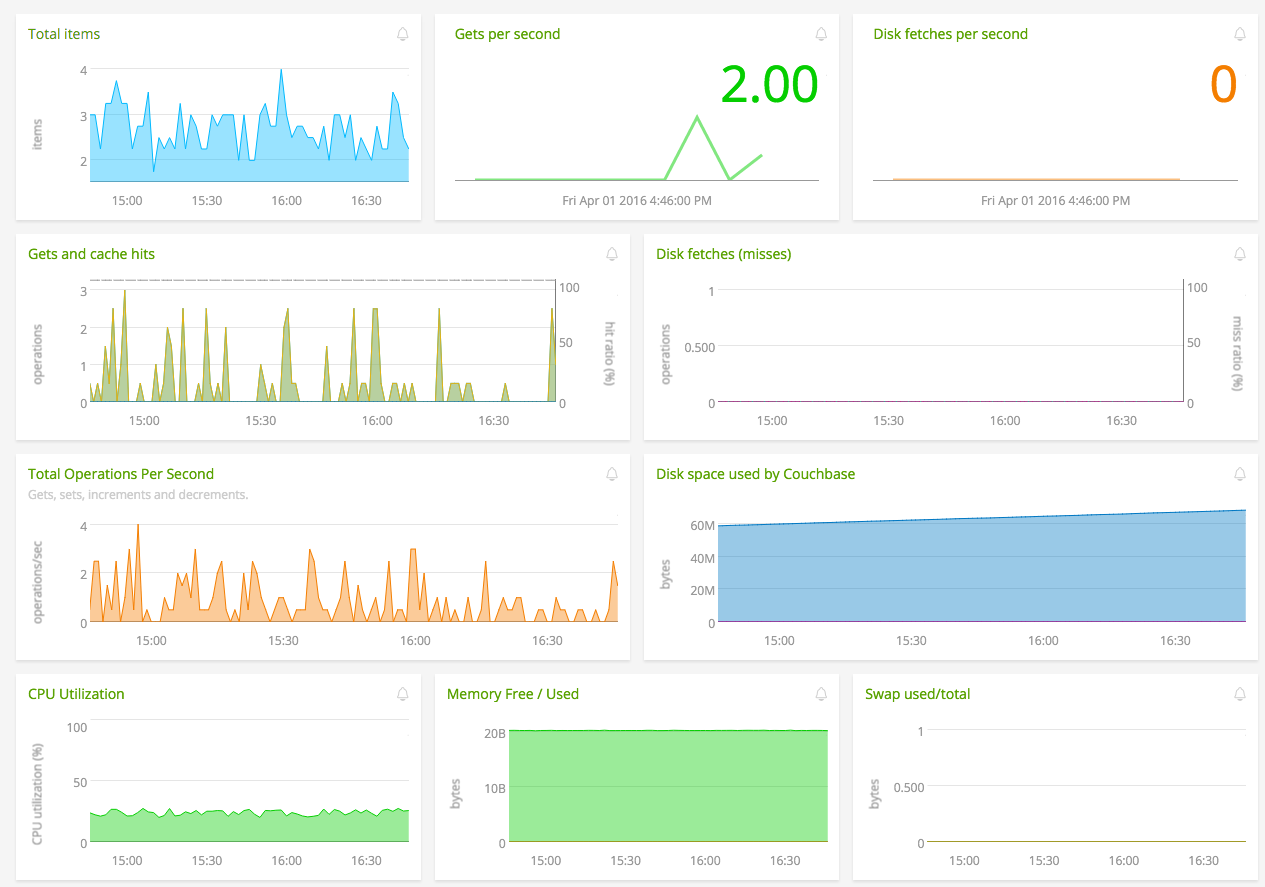 Total items
4
3
2
items
15:00 15:30 16:00 16:30
Gets per second
2.00
Fri Apr 01 2016 4:46:00 PM
Disk fetches per second
0
Fri Apr 01 2016 4:46:00 PM
Gets and cache hits
3
2
1
0
operations
100
50
0
hit ratio (%)
15:00 15:30 16:00 16:30
Disk fetches (misses)
1
0.500
0
operations
100
50
0
miss ratio (%)
15:00 15:30 16:00 16:30
Total Operations Per Second
Gets, sets, increments and decrements.
4
2
0
operations/sec
15:00 15:30 16:00 16:30
Disk space used by Couchbase
60M
40M
20M
0
bytes
15:00 15:30 16:00 16:30
CPU Utilization
100
50
0
CPU utilization (%)
15:00 15:30 16:00 16:30
Memory Free / Used
20B
10B
0
bytes
15:00 15:30 16:00 16:30
Swap used/total
1
0.500
0
bytes
15:00 15:30 16:00 16:30